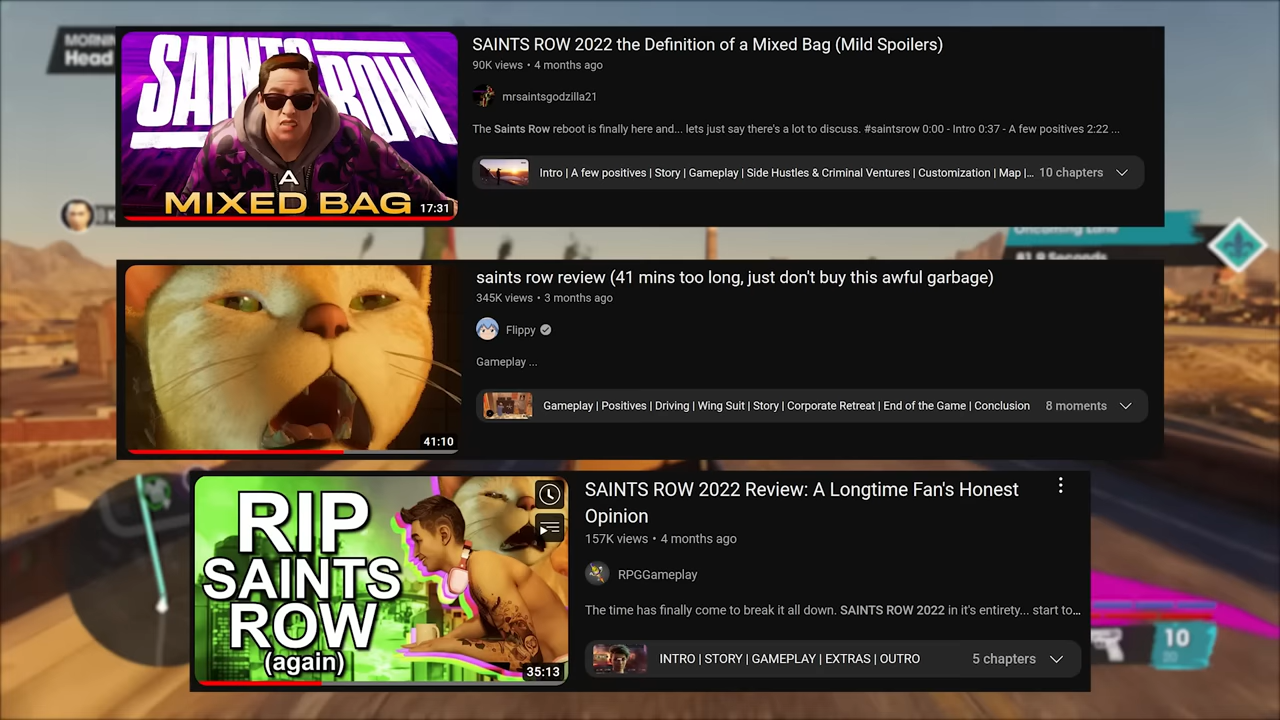 MORNIN
Head
SAINTS
ROW
A
MIXED BAG
17:31
SAINTS ROW 2022 the Definition of a Mixed Bag (Mild Spoilers)
90K views • 4 months ago
mrsaintsgodzilla21
The Saints Row reboot is finally here and... lets just say there's a lot to discuss. #saintsrow 0:00 - Intro 0:37 - A few positives 2:22 ...
Intro | A few positives | Story | Gameplay | Side Hustles & Criminal Ventures | Customization | Map |... 10 chapters
Oncoming Lane
Seconds
41:10
saints row review (41 mins too long, just don't buy this awful garbage)
345K views • 3 months ago
Flippy
Gameplay ...
Gameplay | Positives | Driving | Wing Suit | Story | Corporate Retreat | End of the Game | Conclusion 8 moments
RIP
SAINTS
ROW
(again)
35:13
SAINTS ROW 2022 Review: A Longtime Fan's Honest
Opinion
157K views • 4 months ago
RPGGameplay
The time has finally come to break it all down. SAINTS ROW 2022 in it's entirety... start to...
INTRO | STORY | GAMEPLAY | EXTRAS | OUTRO 5 chapters
10